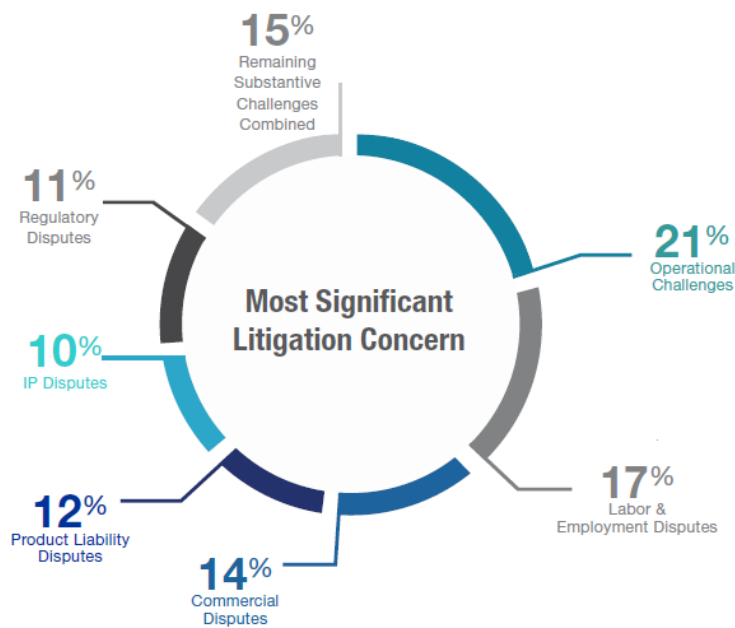 15%
Remaining
Substantive
Challenges
Combined
11%
Regulatory
Disputes
21%
Operational
Challenges
Most Significant
Litigation Concern
10%
IP Disputes
17%
Labor &
Employment Disputes
12%
Product Liability
Disputes
14%
Commercial
Disputes